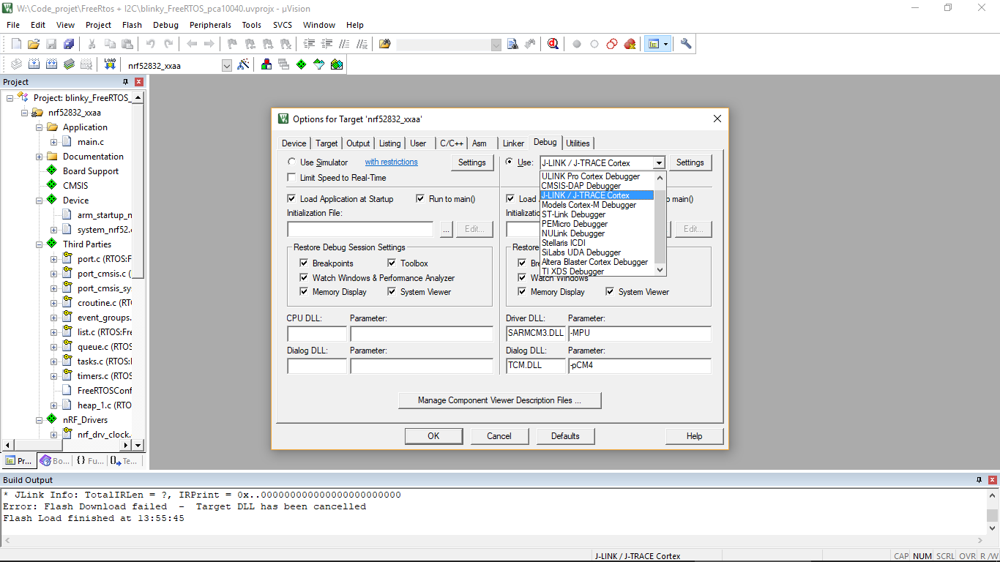 W:\Code_projet\FreeRtos + I2C\blinky_FreeRTOS_pca10040.uvprojx - µVision
File Edit View Project Flash Debug Peripherals Tools SVCS Window Help
LOAD
nrf52832_xxaa
Project
Project: blinky_FreeRTOS_
nrf52832_xxaa
Application
main.c
Documentation
Board Support
CMSIS
Device
arm_startup_n
system_nrf52.
Third Parties
port.c (RTOS:F
port_cmsis.c (
port_cmsis_sy
croutine.c (RTO
event_groups.
list.c (RTOS:Fre
queue.c (RTOS
tasks.c (RTOS:
timers.c (RTOS
FreeRTOSConf
heap_1.c (RTO
nRF_Drivers
nrf_drv_clock.
Pr... Bo... {} Fu... Te...
Options for Target 'nrf52832_xxaa'
Device Target Output Listing User C/C++ Asm Linker Debug Utilities
Use Simulator with restrictions Settings
Limit Speed to Real-Time
Load Application at Startup Run to main()
Initialization File:
... Edit...
Restore Debug Session Settings
Breakpoints Toolbox
Watch Windows & Performance Analyzer
Memory Display System Viewer
CPU DLL: Parameter:
Dialog DLL: Parameter:
Use: J-LINK / J-TRACE Cortex Settings
ULINK Pro Cortex Debugger
CMSIS-DAP Debugger
J-LINK / J-TRACE Cortex
Models Cortex-M Debugger
ST-Link Debugger
PEMicro Debugger
NULink Debugger
Stellaris ICDI
SiLabs UDA Debugger
Altera Blaster Cortex Debugger
TI XDS Debugger
Load main()
Initializati
Edit...
Restore
Bre
Watch Windows
Memory Display System Viewer
Driver DLL: Parameter:
SARMCM3.DLL -MPU
Dialog DLL: Parameter:
TCM.DLL -pCM4
Manage Component Viewer Description Files ...
OK Cancel Defaults Help
Build Output
* JLink Info: TotalIRLen = ?, IRPrint = 0x..000000000000000000000000
Error: Flash Download failed - Target DLL has been cancelled
Flash Load finished at 13:55:45
J-LINK / J-TRACE Cortex
CAP NUM SCRL OVR R/W